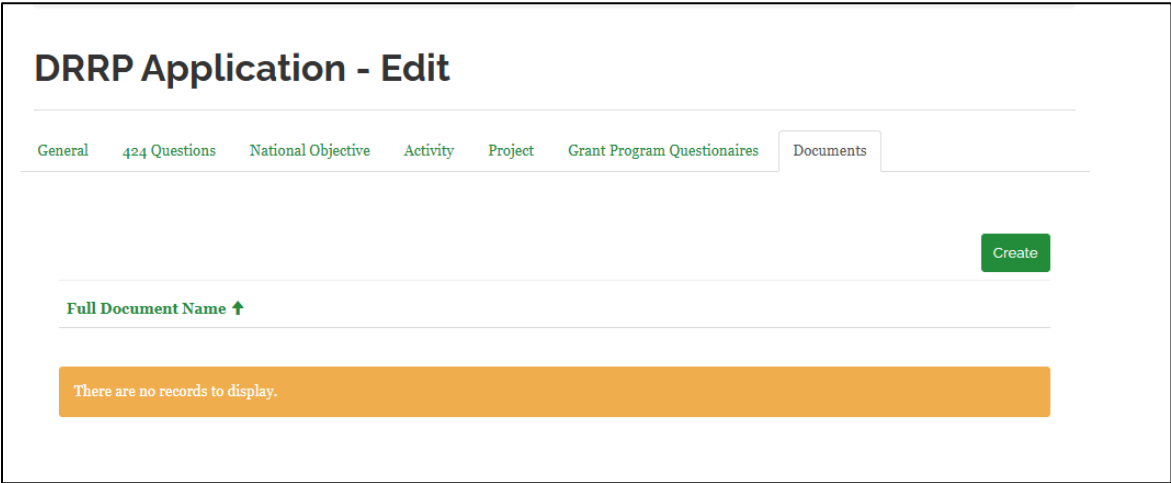 DRRP Application - Edit
General 424 Questions National Objective Activity Project Grant Program Questionaires Documents
Create
Full Document Name ↑
There are no records to display.